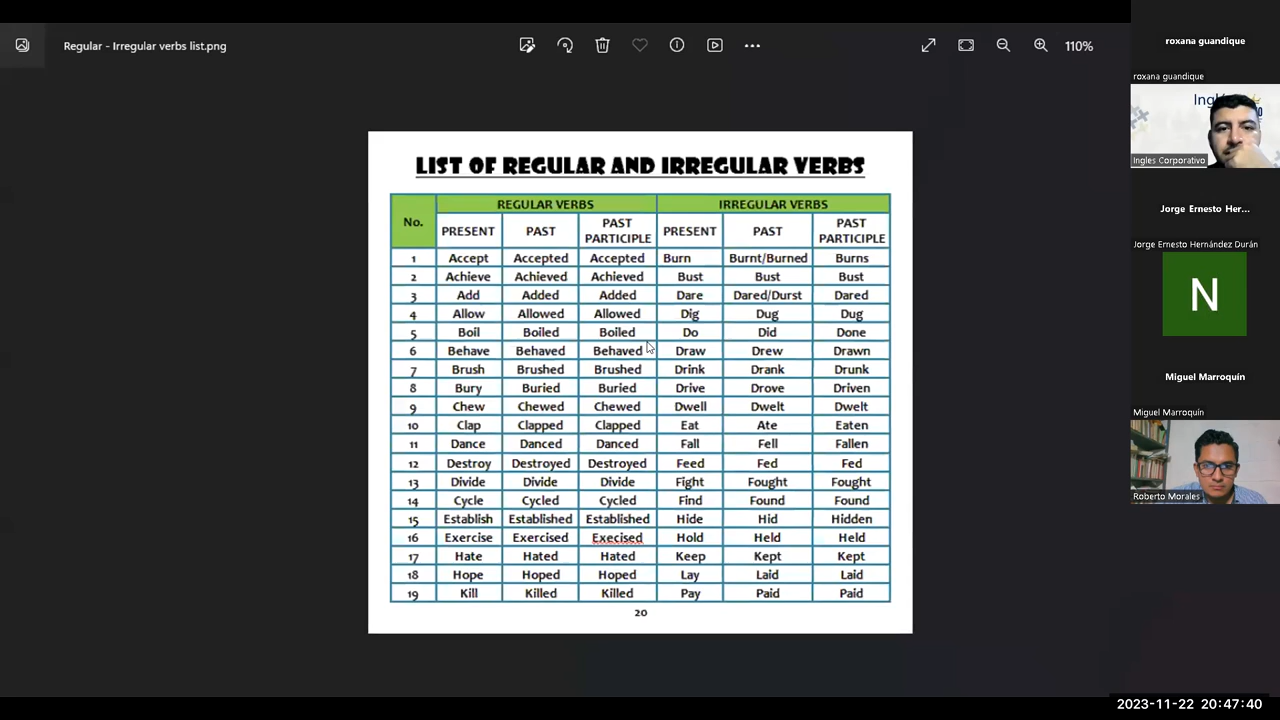 Regular - Irregular verbs list.png
110%
LIST OF REGULAR AND IRREGULAR VERBS
No. REGULAR VERBS IRREGULAR VERBS
PRESENT PAST PAST PARTICIPLE PRESENT PAST PAST PARTICIPLE
1 Accept Accepted Accepted Burn Burnt/Burned Burns
2 Achieve Achieved Achieved Bust Bust Bust
3 Add Added Added Dare Dared/Durst Dared
4 Allow Allowed Allowed Dig Dug Dug
5 Boil Boiled Boiled Do Did Done
6 Behave Behaved Behaved Draw Drew Drawn
7 Brush Brushed Brushed Drink Drank Drunk
8 Bury Buried Buried Drive Drove Driven
9 Chew Chewed Chewed Dwell Dwelt Dwelt
10 Clap Clapped Clapped Eat Ate Eaten
11 Dance Danced Danced Fall Fell Fallen
12 Destroy Destroyed Destroyed Feed Fed Fed
13 Divide Divide Divide Fight Fought Fought
14 Cycle Cycled Cycled Find Found Found
15 Establish Established Established Hide Hid Hidden
16 Exercise Exercised Execised Hold Held Held
17 Hate Hated Hated Keep Kept Kept
18 Hope Hoped Hoped Lay Laid Laid
19 Kill Killed Killed Pay Paid Paid
20
roxana guandique
roxana guandique
Ingles Corporativo
Jorge Ernesto Her...
Jorge Ernesto Hernández Durán
N
Miguel Marroquín
Miguel Marroquín
Roberto Morales
2023-11-22 20:47:40